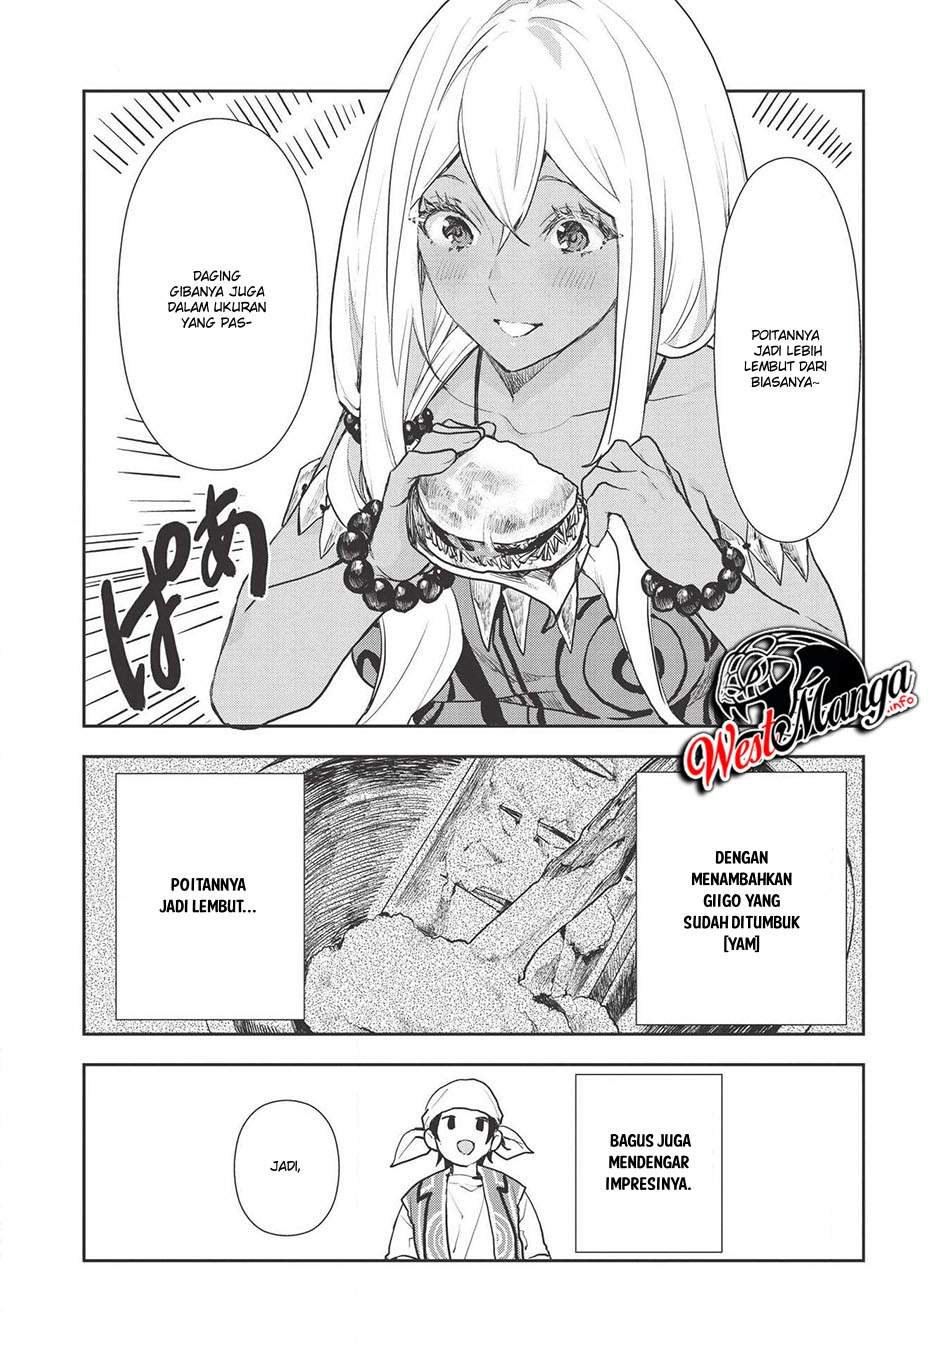 POITANNYA
JADI LEBIH
LEMBUT DARI
BIASANYA~
DAGING
GIBANYA JUGA
DALAM UKURAN
YANG PAS~
ぱあ
WestManga
.info
DENGAN
MENAMBAHKAN
GIIGO YANG
SUDAH DITUMBUK
[YAM]
POITANNYA
JADI LEMBUT...
BAGUS JUGA
MENDENGAR
IMPRESINYA.
JADI,